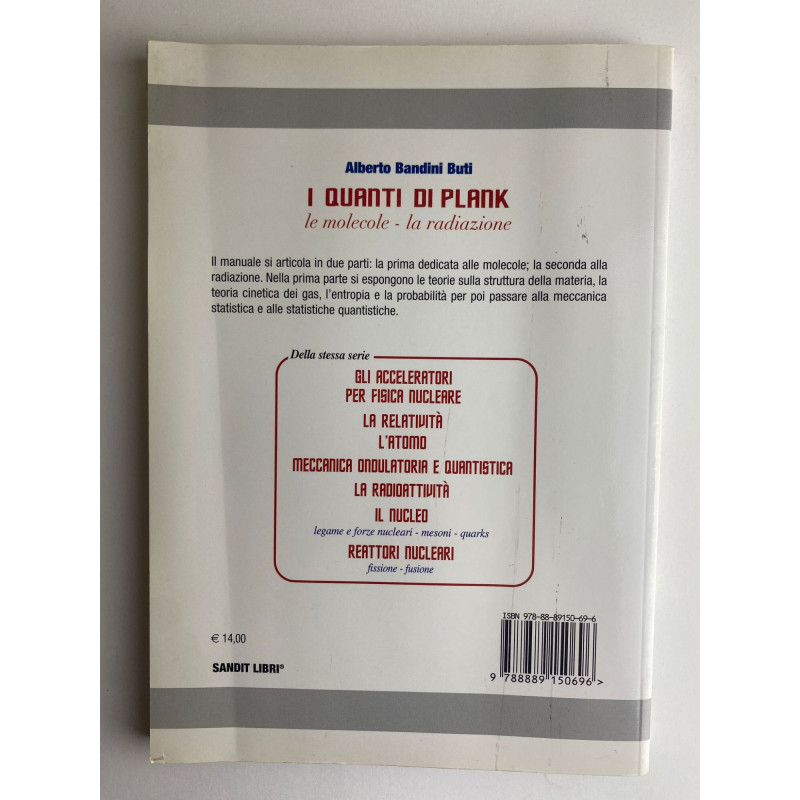 Alberto Bandini Buti
I QUANTI DI PLANK
le molecole - la radiazione
Il manuale si articola in due parti: la prima dedicata alle molecole; la seconda alla
radiazione. Nella prima parte si espongono le teorie sulla struttura della materia, la
teoria cinetica dei gas, l'entropia e la probabilità per poi passare alla meccanica
statistica e alle statistiche quantistiche.
Della stessa serie
GLI ACCELERATORI
PER FISICA NUCLEARE
LA RELATIVITÀ
L'ATOMO
MECCANICA ONDULATORIA E QUANTISTICA
LA RADIOATTIVITÀ
IL NUCLEO
legame e forze nucleari - mesoni - quarks
REATTORI NUCLEARI
fissione - fusione
ISBN 978-88-89150-69-6
9 788889 150696 >
€ 14,00
SANDIT LIBRI®